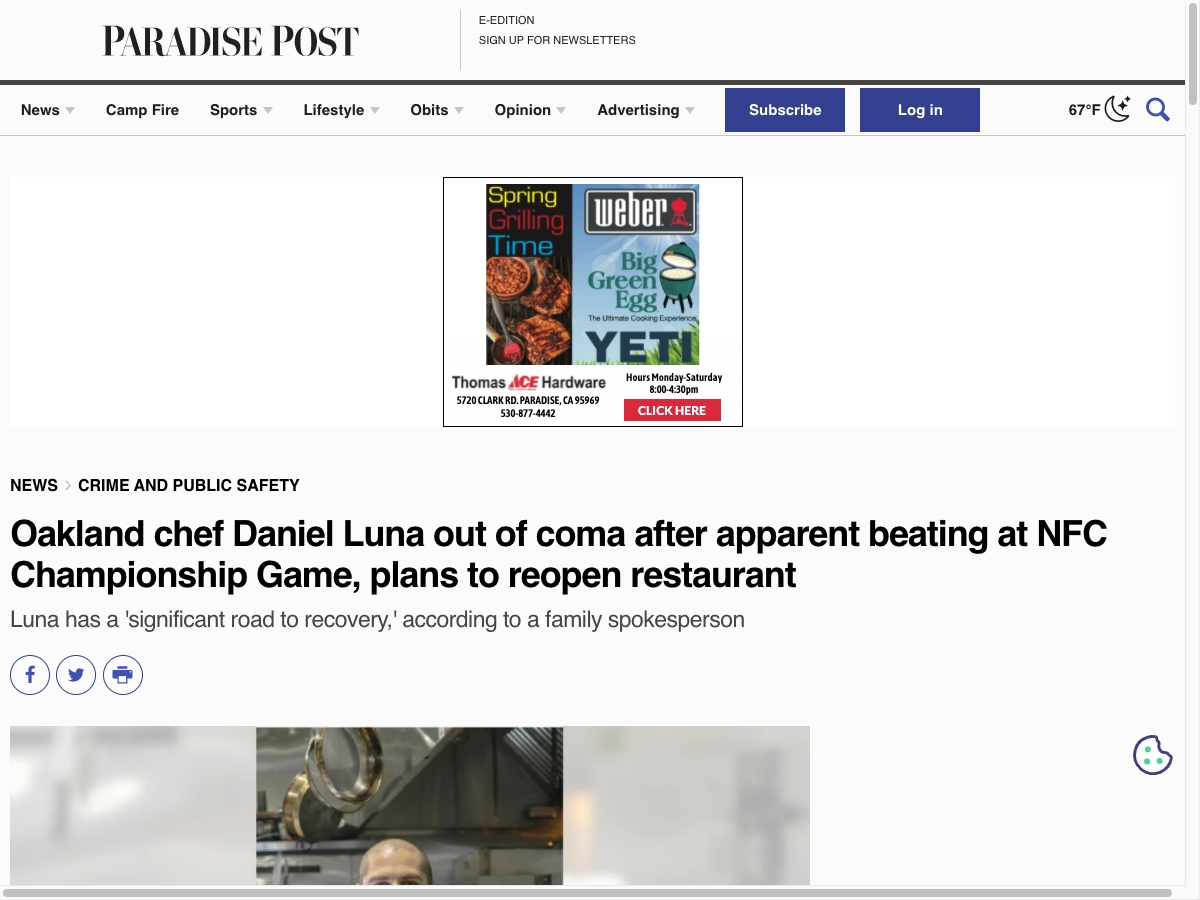 PARADISE POST
E-EDITION
SIGN UP FOR NEWSLETTERS
News
Camp Fire
Sports
Lifestyle
Obits
Opinion
Advertising
Subscribe
Log in
67°F
Spring
Grilling
Time
weber
Big
Green
Egg
The Ultimate Cooking Experience
YETI
Thomas ACE Hardware
5720 CLARK RD. PARADISE, CA 95969
530-877-4442
Hours Monday-Saturday
8:00-4:30pm
CLICK HERE
NEWS > CRIME AND PUBLIC SAFETY
Oakland chef Daniel Luna out of coma after apparent beating at NFC
Championship Game, plans to reopen restaurant
Luna has a 'significant road to recovery,' according to a family spokesperson